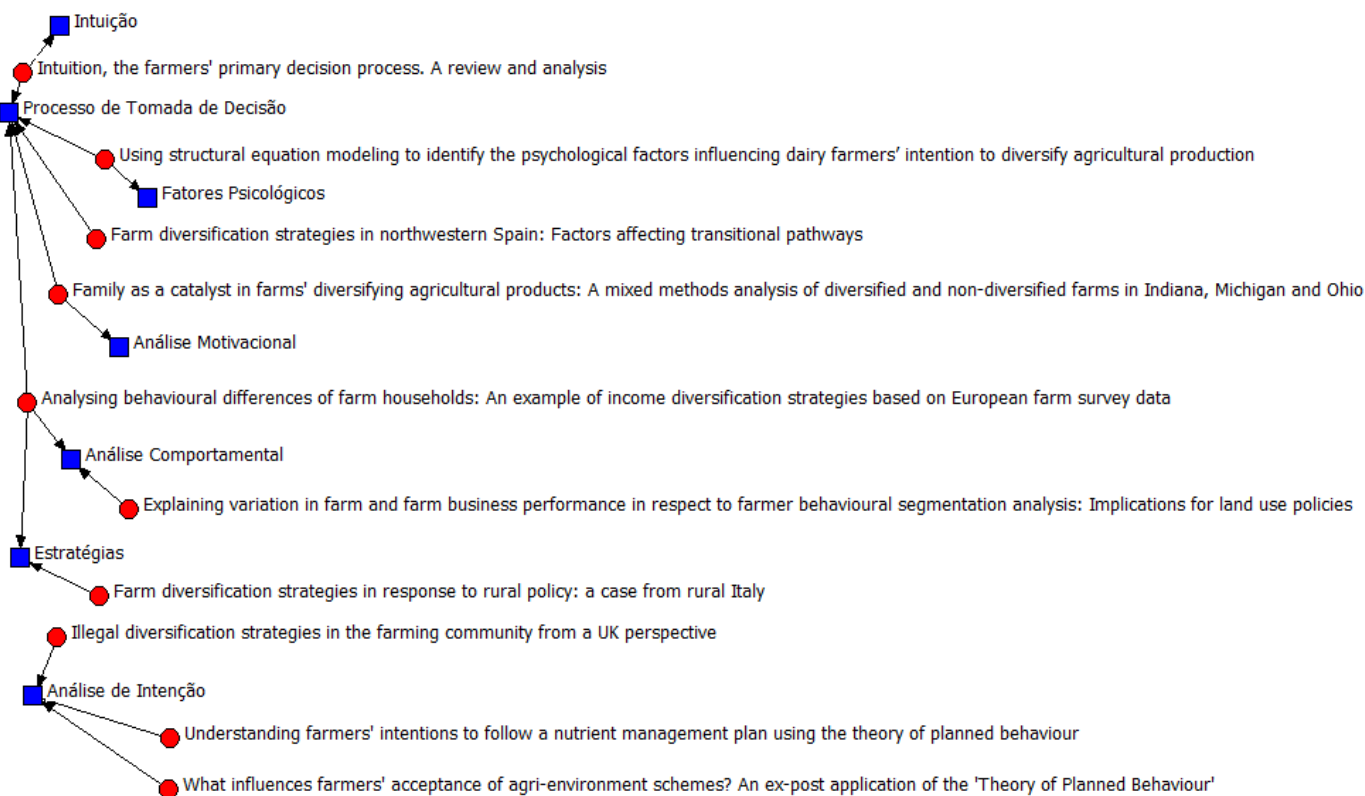 Intuição
Intuition, the farmers' primary decision process. A review and analysis
Processo de Tomada de Decisão
Using structural equation modeling to identify the psychological factors influencing dairy farmers’ intention to diversify agricultural production
Fatores Psicológicos
Farm diversification strategies in northwestern Spain: Factors affecting transitional pathways
Family as a catalyst in farms' diversifying agricultural products: A mixed methods analysis of diversified and non-diversified farms in Indiana, Michigan and Ohio
Análise Motivacional
Analysing behavioural differences of farm households: An example of income diversification strategies based on European farm survey data
Análise Comportamental
Explaining variation in farm and farm business performance in respect to farmer behavioural segmentation analysis: Implications for land use policies
Estratégias
Farm diversification strategies in response to rural policy: a case from rural Italy
Illegal diversification strategies in the farming community from a UK perspective
Análise de Intenção
Understanding farmers' intentions to follow a nutrient management plan using the theory of planned behaviour
What influences farmers' acceptance of agri-environment schemes? An ex-post application of the 'Theory of Planned Behaviour'